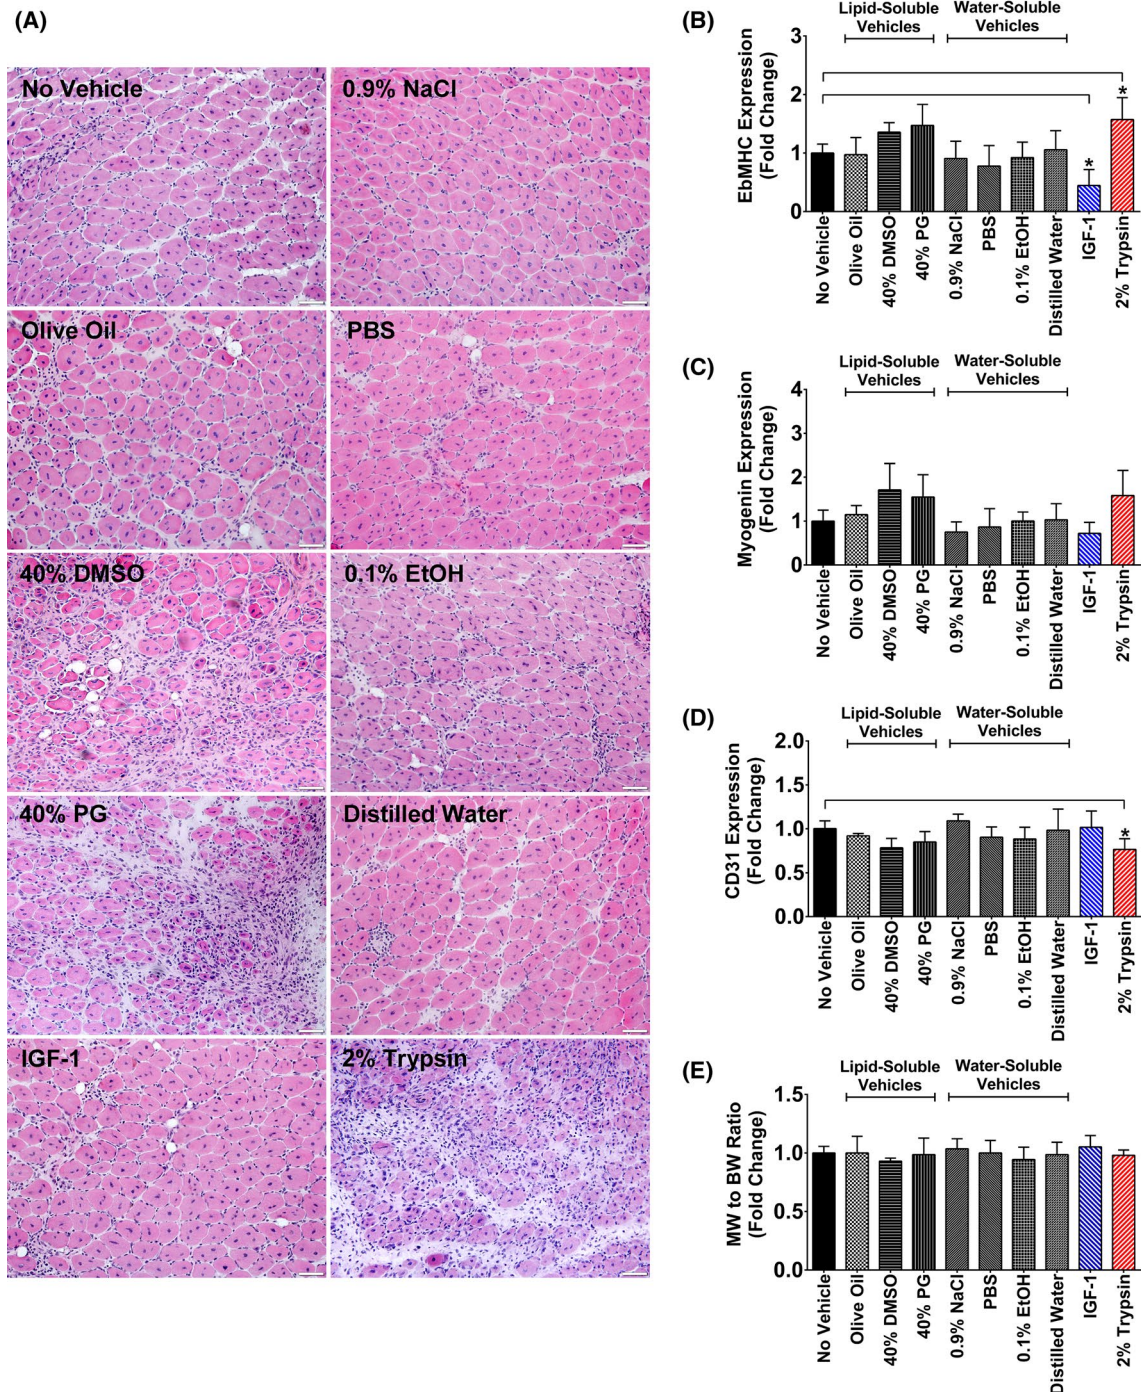 (A)
No Vehicle
0.9% NaCl
Olive Oil
PBS
40% DMSO
0.1% EtOH
40% PG
Distilled Water
IGF-1
2% Trypsin
(B)
Lipid-Soluble
Vehicles
Water-Soluble
Vehicles
EbMHC Expression
(Fold Change)
3
2
1
0
*
*
No Vehicle
Olive Oil
40% DMSO
40% PG
0.9% NaCl
PBS
0.1% EtOH
Distilled Water
IGF-1
2% Trypsin
(C)
Lipid-Soluble
Vehicles
Water-Soluble
Vehicles
Myogenin Expression
(Fold Change)
4
3
2
1
0
No Vehicle
Olive Oil
40% DMSO
40% PG
0.9% NaCl
PBS
0.1% EtOH
Distilled Water
IGF-1
2% Trypsin
(D)
Lipid-Soluble
Vehicles
Water-Soluble
Vehicles
CD31 Expression
(Fold Change)
2.0
1.5
1.0
0.5
0.0
*
No Vehicle
Olive Oil
40% DMSO
40% PG
0.9% NaCl
PBS
0.1% EtOH
Distilled Water
IGF-1
2% Trypsin
(E)
Lipid-Soluble
Vehicles
Water-Soluble
Vehicles
MW to BW Ratio
(Fold Change)
1.5
1.0
0.5
0.0
No Vehicle
Olive Oil
40% DMSO
40% PG
0.9% NaCl
PBS
0.1% EtOH
Distilled Water
IGF-1
2% Trypsin